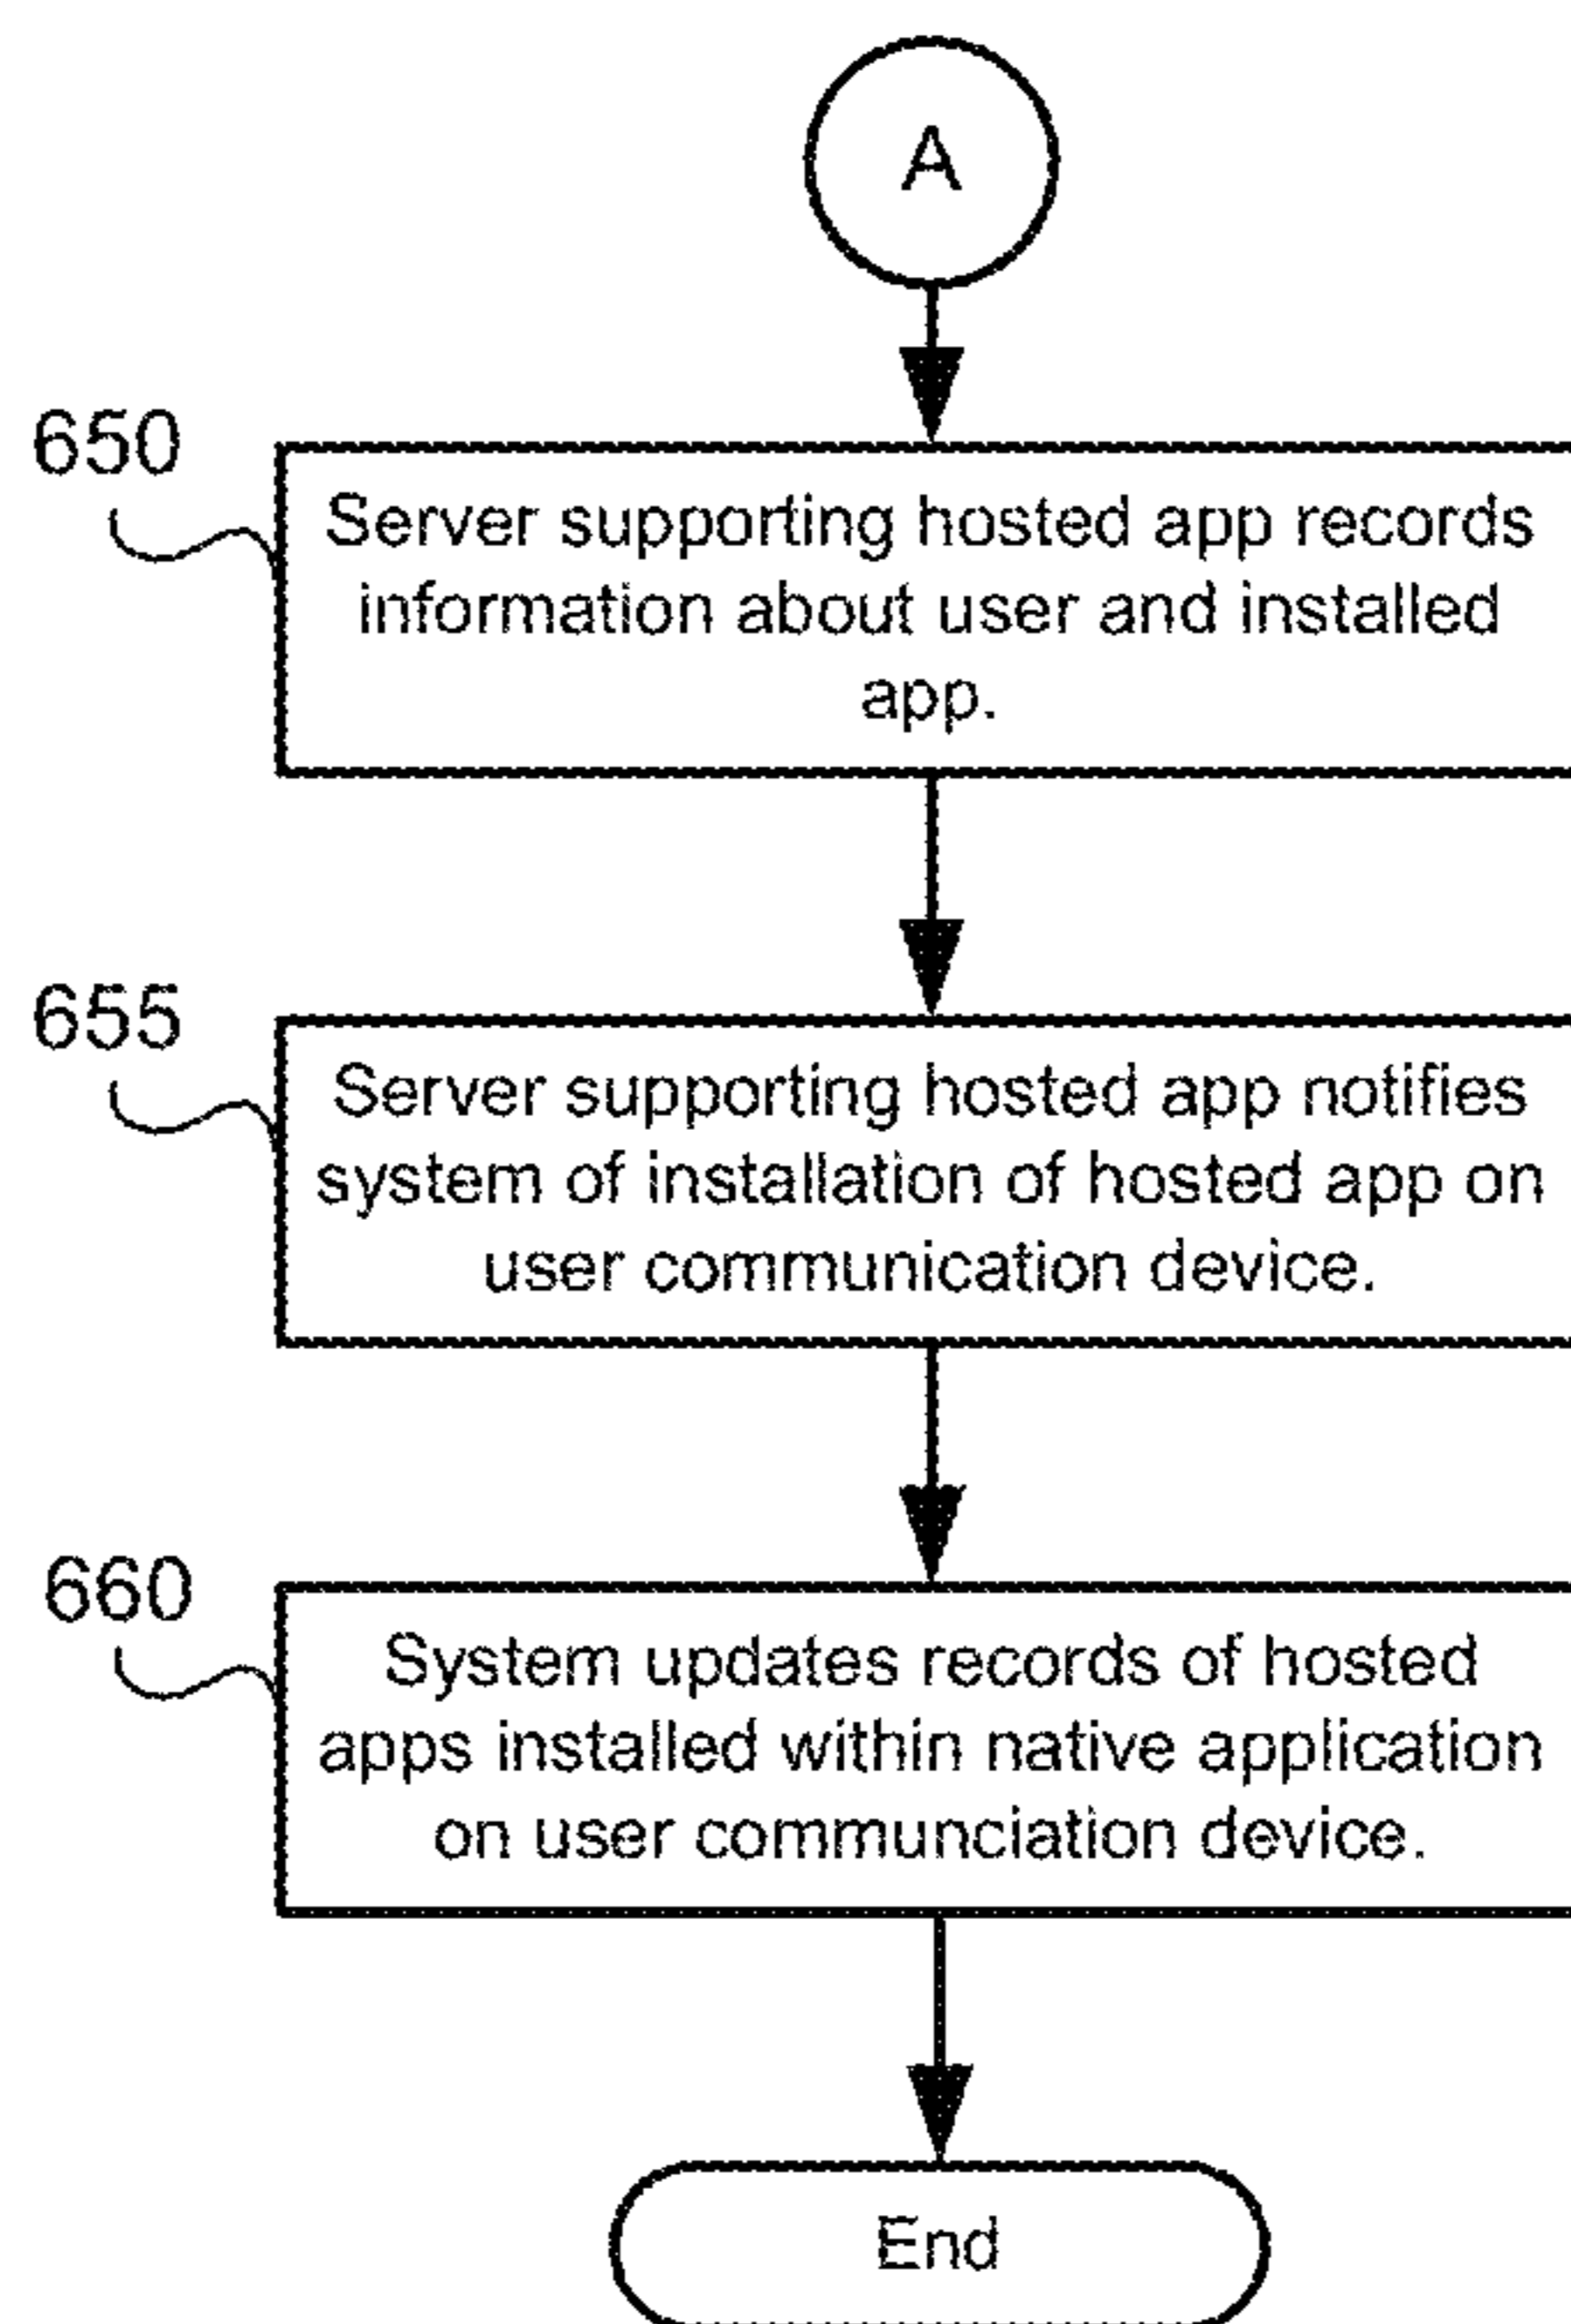 A
650
Server supporting hosted app records
information about user and installed
app.
655
Server supporting hosted app notifies
system of installation of hosted app on
user communication device.
660
System updates records of hosted
apps installed within native application
on user communciation device.
End